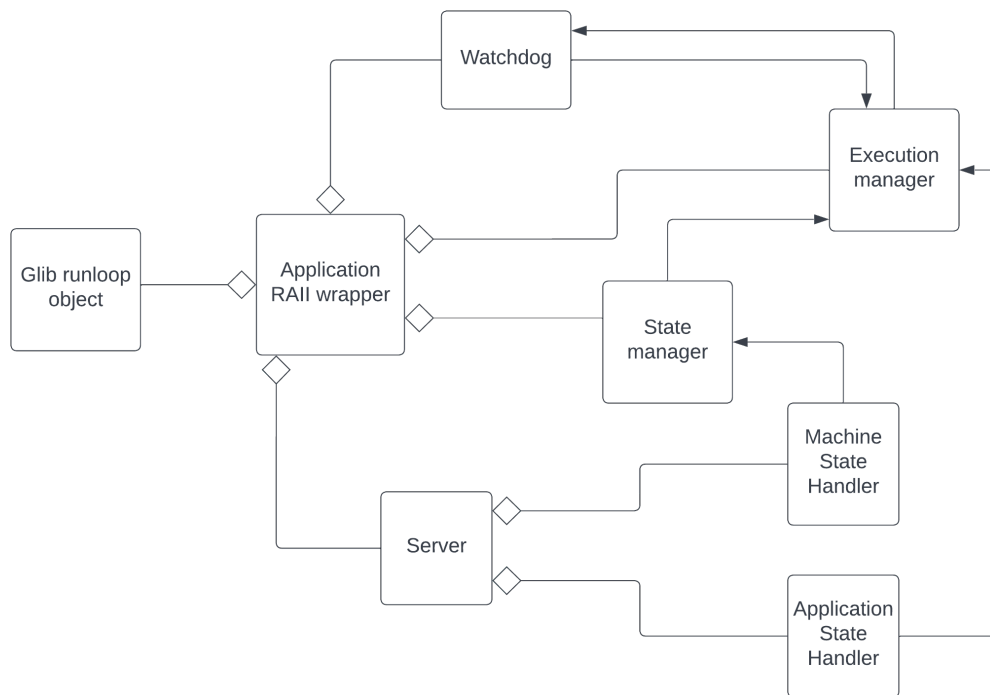 Watchdog
Execution
manager
Glib runloop
object
Application
RAII wrapper
State
manager
Machine
State
Handler
Server
Application
State
Handler